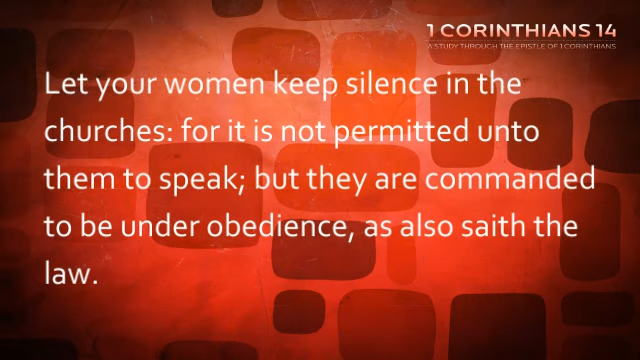 1 CORINTHIANS 14
A STUDY THROUGH THE EPISTLE OF 1 CORINTHIANS
Let your women keep silence in the
churches: for it is not permitted unto
them to speak; but they are commanded
to be under obedience, as also saith the
law.